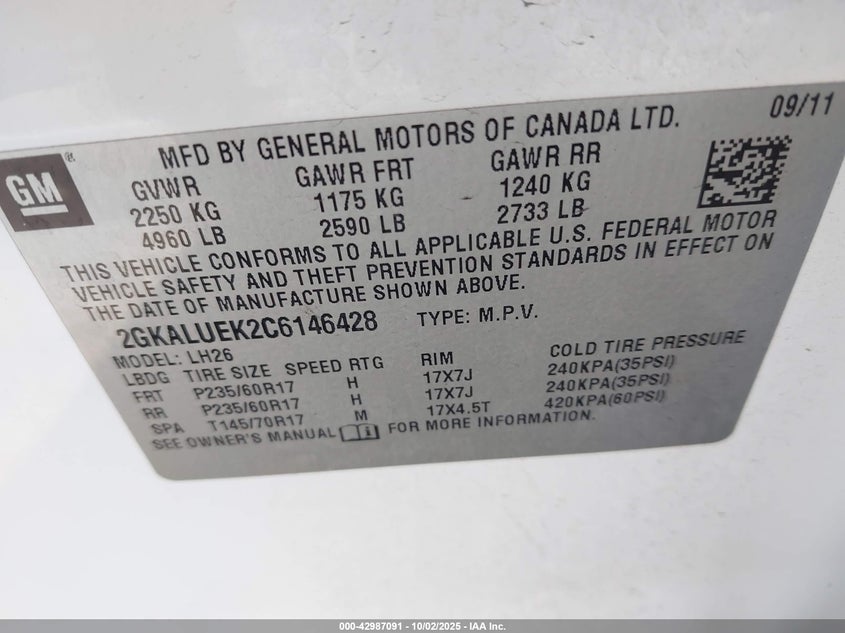 09/11
MFD BY GENERAL MOTORS OF CANADA LTD.
GM®
GVWR GAWR FRT GAWR RR
2250 KG 1175 KG 1240 KG
4960 LB 2590 LB 2733 LB
THIS VEHICLE CONFORMS TO ALL APPLICABLE U.S. FEDERAL MOTOR
VEHICLE SAFETY AND THEFT PREVENTION STANDARDS IN EFFECT ON
THE DATE OF MANUFACTURE SHOWN ABOVE.
2GKALUEK2C6146428 TYPE: M.P.V.
MODEL: LH26
LBDG TIRE SIZE SPEED RTG RIM COLD TIRE PRESSURE
FRT P235/60R17 H 17X7J 240KPA(35PSI)
RR P235/60R17 H 17X7J 240KPA(35PSI)
SPA T145/70R17 M 17X4.5T 420KPA(60PSI)
SEE OWNER'S MANUAL FOR MORE INFORMATION.
000-42987091 - 10/02/2025 - IAA Inc.